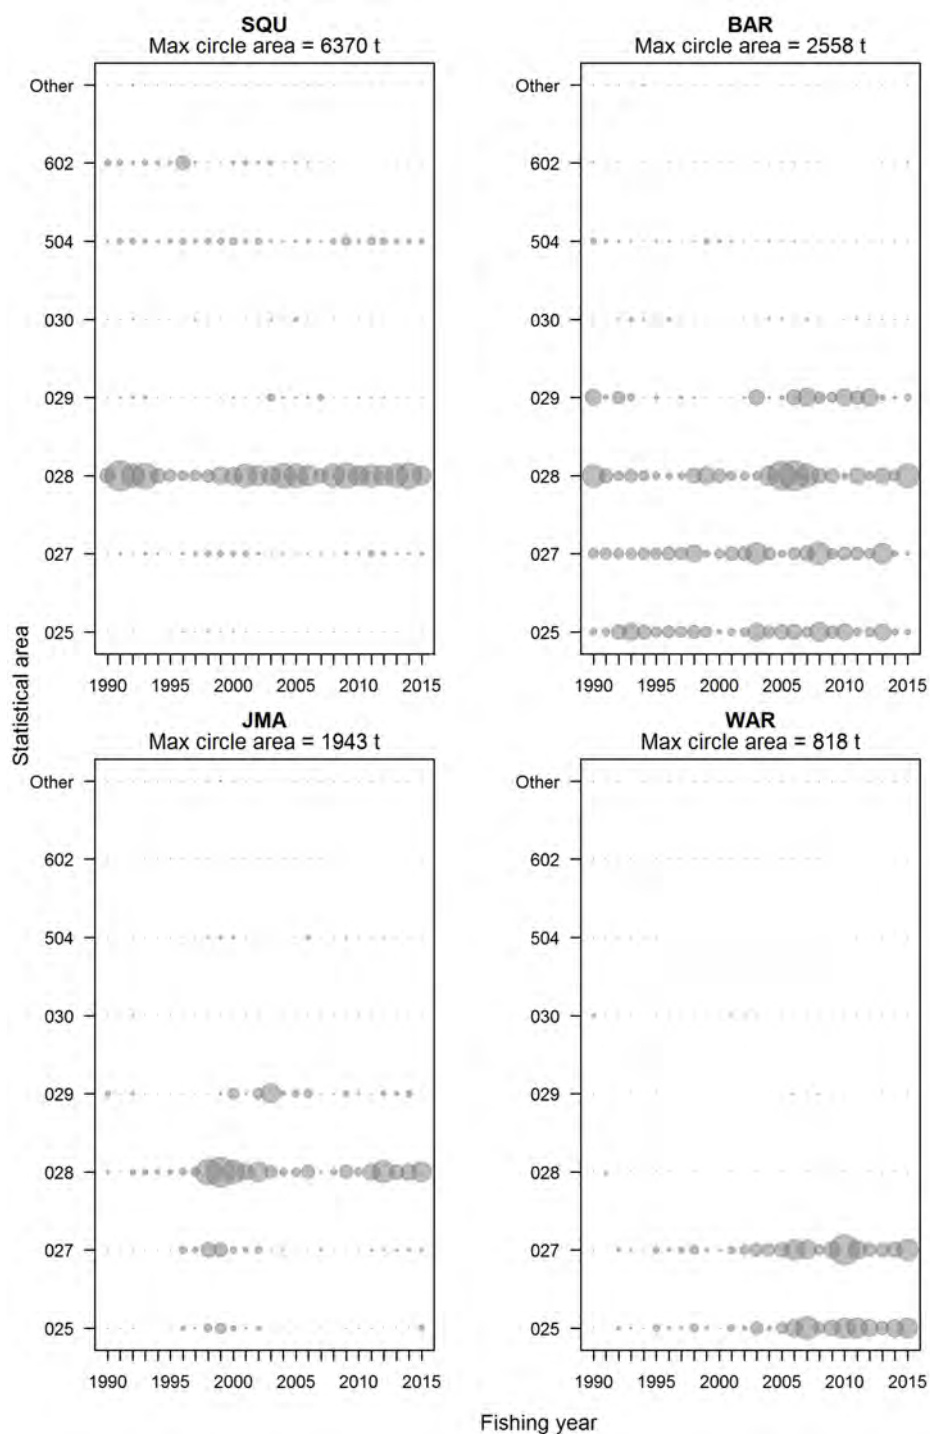 SQU
Max circle area = 6370 t
BAR
Max circle area = 2558 t
Other
602
504
030
029
028
027
025
1990 1995 2000 2005 2010 2015
Other
602
504
030
029
028
027
025
1990 1995 2000 2005 2010 2015
Statistical area
JMA
Max circle area = 1943 t
WAR
Max circle area = 818 t
Other
602
504
030
029
028
027
025
1990 1995 2000 2005 2010 2015
Other
602
504
030
029
028
027
025
1990 1995 2000 2005 2010 2015
Fishing year